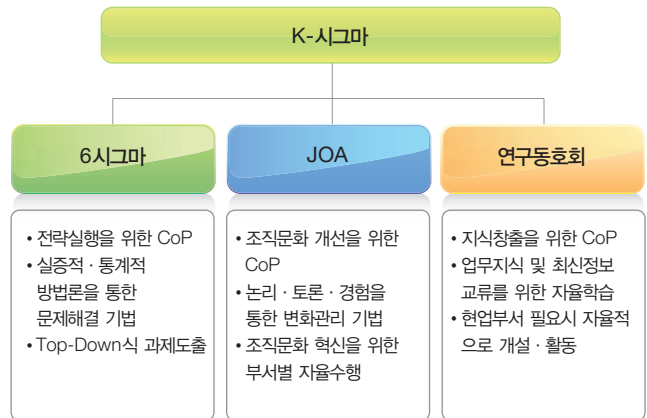 K-시그마
6시그마
• 전략실행을 위한 CoP
• 실증적 · 통계적
방법론을 통한
문제해결 기법
• Top-Down식 과제도출
JOA
• 조직문화 개선을 위한
CoP
• 논리 · 토론 · 경험을
통한 변화관리 기법
• 조직문화 혁신을 위한
부서별 자율수행
연구동호회
• 지식창출을 위한 CoP
• 업무지식 및 최신정보
교류를 위한 자율학습
• 현업부서 필요시 자율적
으로 개설 · 활동